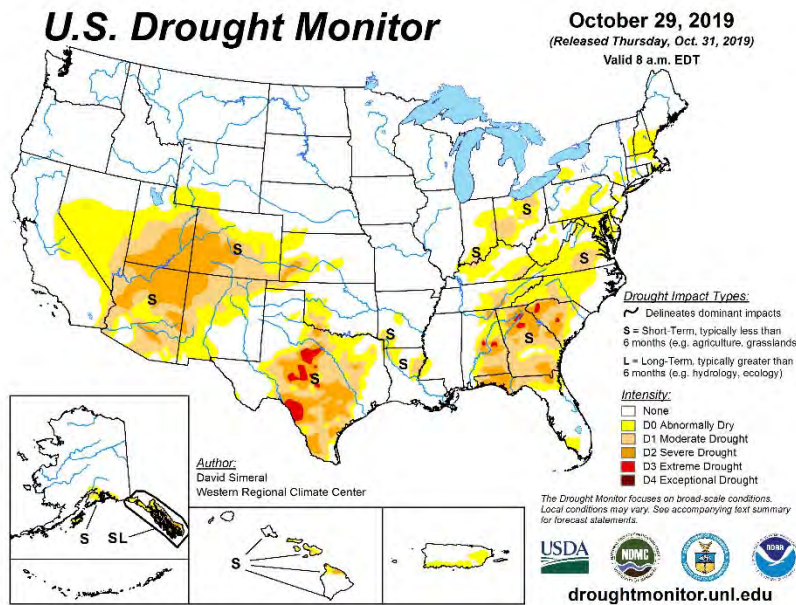 U.S. Drought Monitor
October 29, 2019
(Released Thursday, Oct. 31, 2019)
Valid 8 a.m. EDT
S
S
S
S
S
S
S
S
S
S
Drought Impact Types:
Delineates dominant impacts
S = Short-Term, typically less than
6 months (e.g. agriculture, grasslands
L = Long-Term, typically greater than
6 months (e.g. hydrology, ecology)
Intensity:
None
D0 Abnormally Dry
D1 Moderate Drought
D2 Severe Drought
D3 Extreme Drought
D4 Exceptional Drought
Author:
David Simeral
Western Regional Climate Center
S
SL
S
The Drought Monitor focuses on broad-scale conditions.
Local conditions may vary. See accompanying text summary
for forecast statements.
USDA
NDMC
droughtmonitor.unl.edu